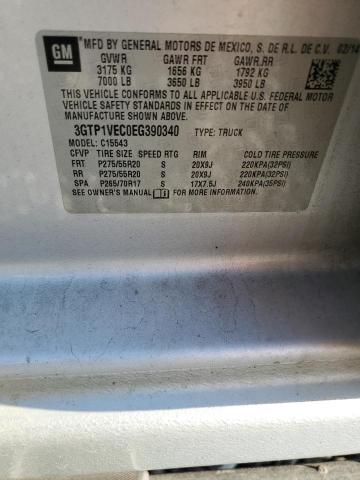 GM
MFD BY GENERAL MOTORS DE MEXICO, S. DE R.L. DE C.V. 02/14
GVWR GAWR FRT GAWR.RR
3175 KG 1656 KG 1792 KG
7000 LB 3650 LB 3950 LB
THIS VEHICLE CONFORMS TO ALL APPLICABLE U.S. FEDERAL MOTOR
VEHICLE SAFETY STANDARDS IN EFFECT ON THE DATE OF
MANUFACTURE SHOWN ABOVE.
3GTP1VEC0EG390340 TYPE: TRUCK
MODEL: C15543
CFVP TIRE SIZE SPEED RTG RIM COLD TIRE PRESSURE
FRT P275/55R20 S 20X9J 220KPA(32PSI)
RR P275/55R20 S 20X9J 220KPA(32PSI)
SPA P265/70R17 S 17X7.5J 240KPA(35PSI)
SEE OWNER'S MANUAL FOR ADDITIONAL INFORMATION.